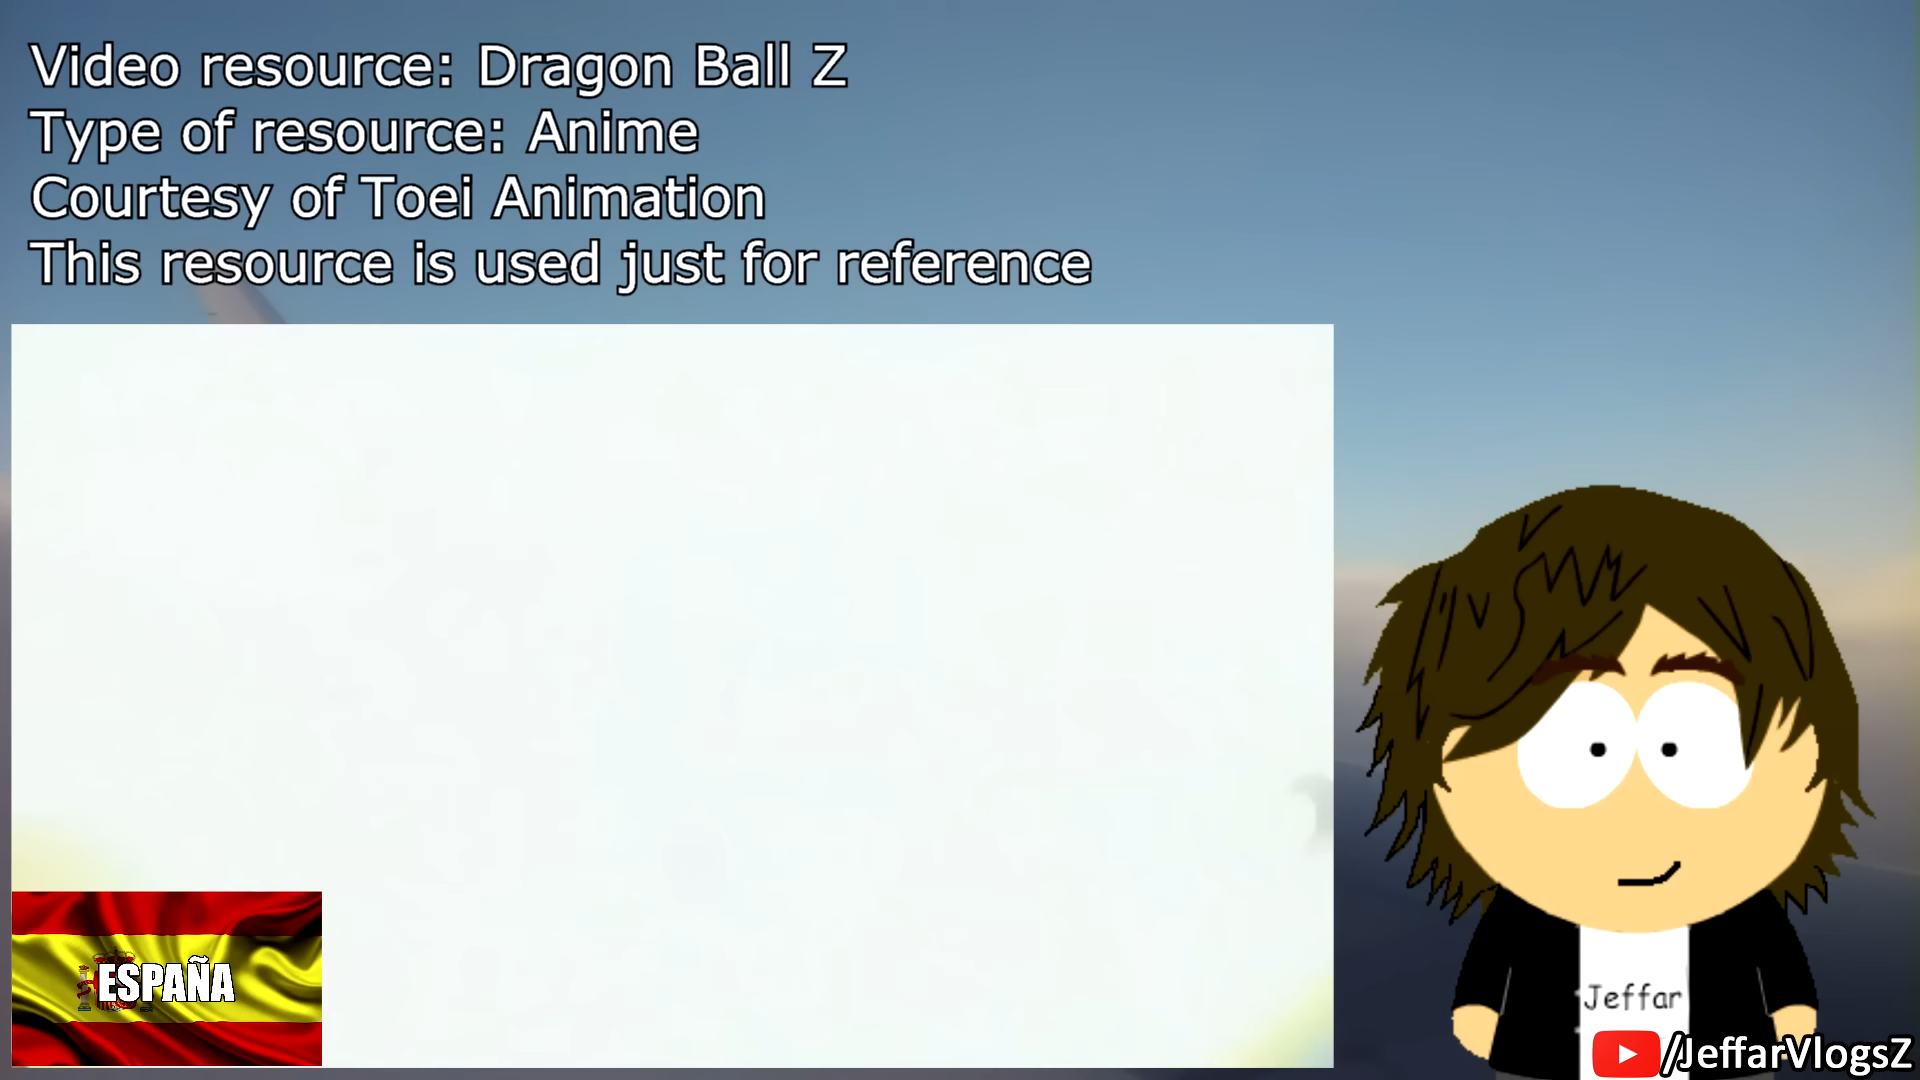 Video resource: Dragon Ball Z
Type of resource: Anime
Courtesy of Toei Animation
This resource is used just for reference
ESPAÑA
Jeffar
/JeffarVlogsZ